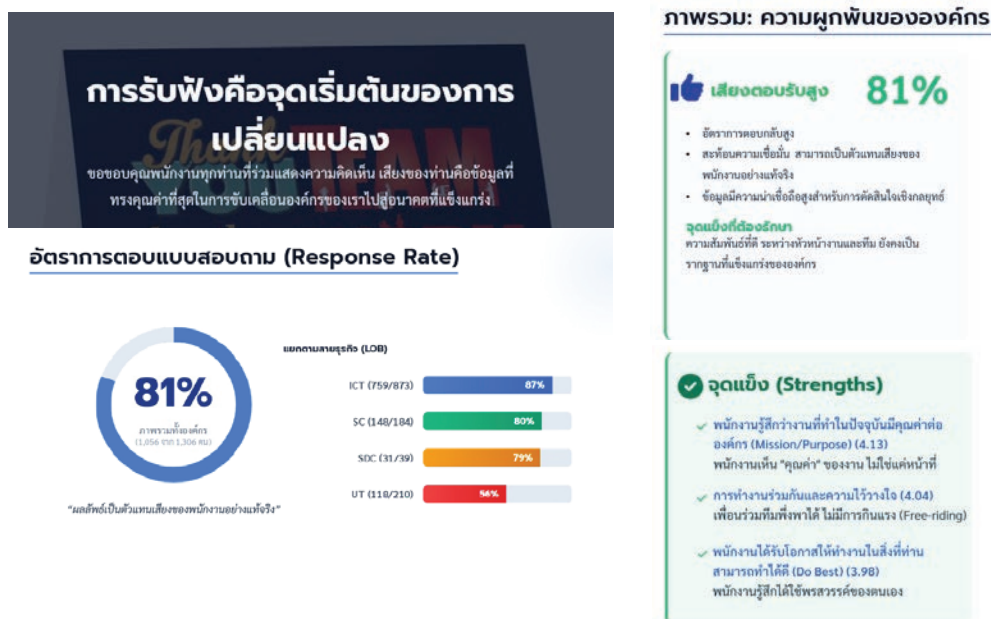 การรับฟังคือจุดเริ่มต้นของการ
เปลี่ยนแปลง
ขอขอบคุณพนักงานทุกท่านที่ร่วมแสดงความคิดเห็น เสียงของท่านคือข้อมูลที่
ทรงคุณค่าที่สุดในการขับเคลื่อนองค์กรของเราไปสู่อนาคตที่แข็งแกร่ง
Thank
YOU TEAM
อัตราการตอบแบบสอบถาม (Response Rate)
81%
ภาพรวมทั้งองค์กร
(1,056 จาก 1,306 คน)
"ผลลัพธ์เป็นตัวแทนเสียงของพนักงานอย่างแท้จริง"
แยกตามสายธุรกิจ (LOB)
ICT (759/873) 87%
SC (148/184) 80%
SDC (31/39) 79%
UT (118/210) 56%
ภาพรวม: ความผูกพันขององค์กร
เสียงตอบรับสูง 81%
• อัตราการตอบกลับสูง
• สะท้อนความเชื่อมั่น สามารถเป็นตัวแทนเสียงของ
พนักงานอย่างแท้จริง
• ข้อมูลมีความน่าเชื่อถือสูงสำหรับการตัดสินใจเชิงกลยุทธ์
จุดแข็งที่ต้องรักษา
ความสัมพันธ์ที่ดี ระหว่างหัวหน้างานและทีม ยังคงเป็น
รากฐานที่แข็งแกร่งขององค์กร
จุดแข็ง (Strengths)
พนักงานรู้สึกว่างานที่ทำในปัจจุบันมีคุณค่าต่อ
องค์กร (Mission/Purpose) (4.13)
พนักงานเห็น "คุณค่า" ของงาน ไม่ใช่แค่หน้าที่
การทำงานร่วมกันและความไว้วางใจ (4.04)
เพื่อนร่วมทีมพึ่งพาได้ ไม่มีการกินแรง (Free-riding)
พนักงานได้รับโอกาสให้ทำงานในสิ่งที่ท่าน
สามารถทำได้ดี (Do Best) (3.98)
พนักงานรู้สึกได้ใช้พรสวรรค์ของตนเอง